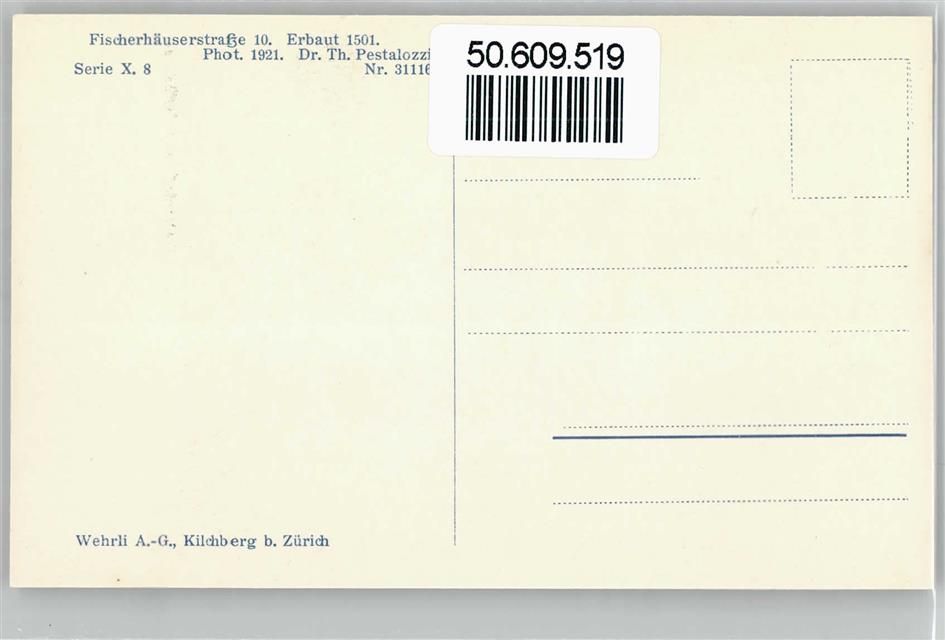 Fischerhäuserstraße 10. Erbaut 1501.
Phot. 1921. Dr. Th. Pestalozzi
Serie X. 8 Nr. 31116
50.609.519
Wehrli A.-G., Kilchberg b. Zürich